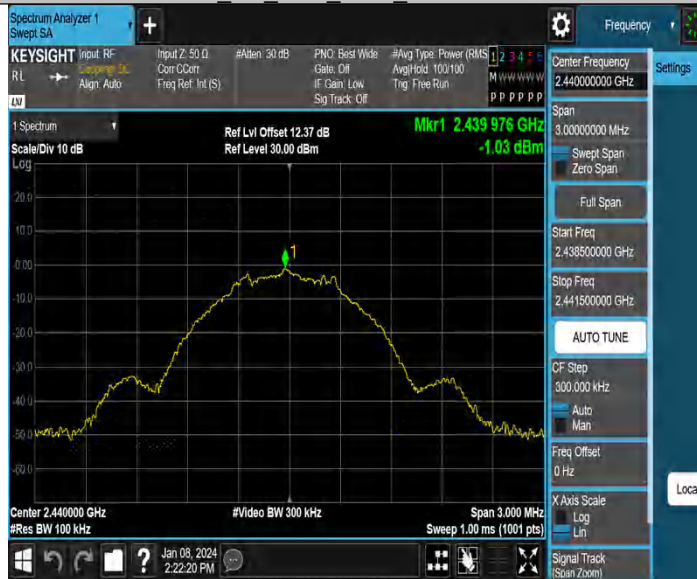 Spectrum Analyzer 1
Swept SA
Frequency
KEYSIGHT
Input: RF
Input Z: 50 Ω
#Atten: 30 dB
PNO: Best Wide
#Avg Type: Power (RMS
1 2 3 4 5 6
RL
Coupling: DC
Corr CCorr
Gate: Off
Avg|Hold: 100/100
M W W W W W
Align: Auto
Freq Ref: Int (S)
IF Gain: Low
Trig: Free Run
Sig Track: Off
P P P P P P
LXI
1 Spectrum
Ref Lvl Offset 12.37 dB
Mkr1 2.439 976 GHz
Scale/Div 10 dB
Ref Level 30.00 dBm
-1.03 dBm
Log
20.0
10.0
0.00
-10.0
-20.0
-30.0
-40.0
-50.0
-60.0
1
Center 2.440000 GHz
#Video BW 300 kHz
Span 3.000 MHz
#Res BW 100 kHz
Sweep 1.00 ms (1001 pts)
Jan 08, 2024
2:22:20 PM
Center Frequency
2.440000000 GHz
Settings
Span
3.00000000 MHz
Swept Span
Zero Span
Full Span
Start Freq
2.438500000 GHz
Stop Freq
2.441500000 GHz
AUTO TUNE
CF Step
300.000 kHz
Auto
Man
Freq Offset
0 Hz
Loca
X Axis Scale
Log
Lin
Signal Track
(Span Zoom)